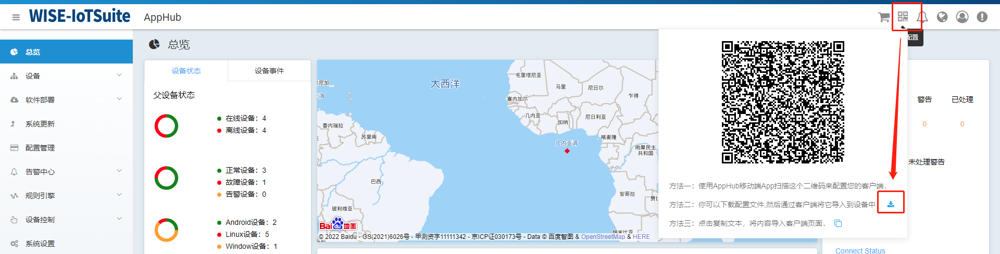 WISE-IoTSuite AppHub
总览
设备
软件部署
系统更新
配置管理
告警中心
规则引擎
设备控制
系统设置
总览
设备状态
设备事件
父设备状态
在线设备：4
离线设备：4
正常设备：3
故障设备：1
告警设备：0
Android设备：2
Linux设备：5
Window设备：1
大西洋
毛里塔尼亚
马里
尼日尔
乍得
塞内加尔
几内亚
加纳
尼日利亚
委内瑞拉
苏里南
几内亚湾
喀麦隆
刚果民主
共和国
巴西
安哥拉
玻利维亚
Baidu地图
© 2022 Baidu - GS(2021)6026号 - 甲测资字11111342 - 京ICP证030173号 - Data © 百度智图 & OpenStreetMap & HERE
配置
方法一：使用AppHub移动端App扫描这个二维码来配置您的客户端.
方法二：你可以下载配置文件,然后通过客户端将它导入到设备中
方法三：点击复制文本，将内容导入客户端页面.
警告
已处理
0
0
未处理警告
Connect Status